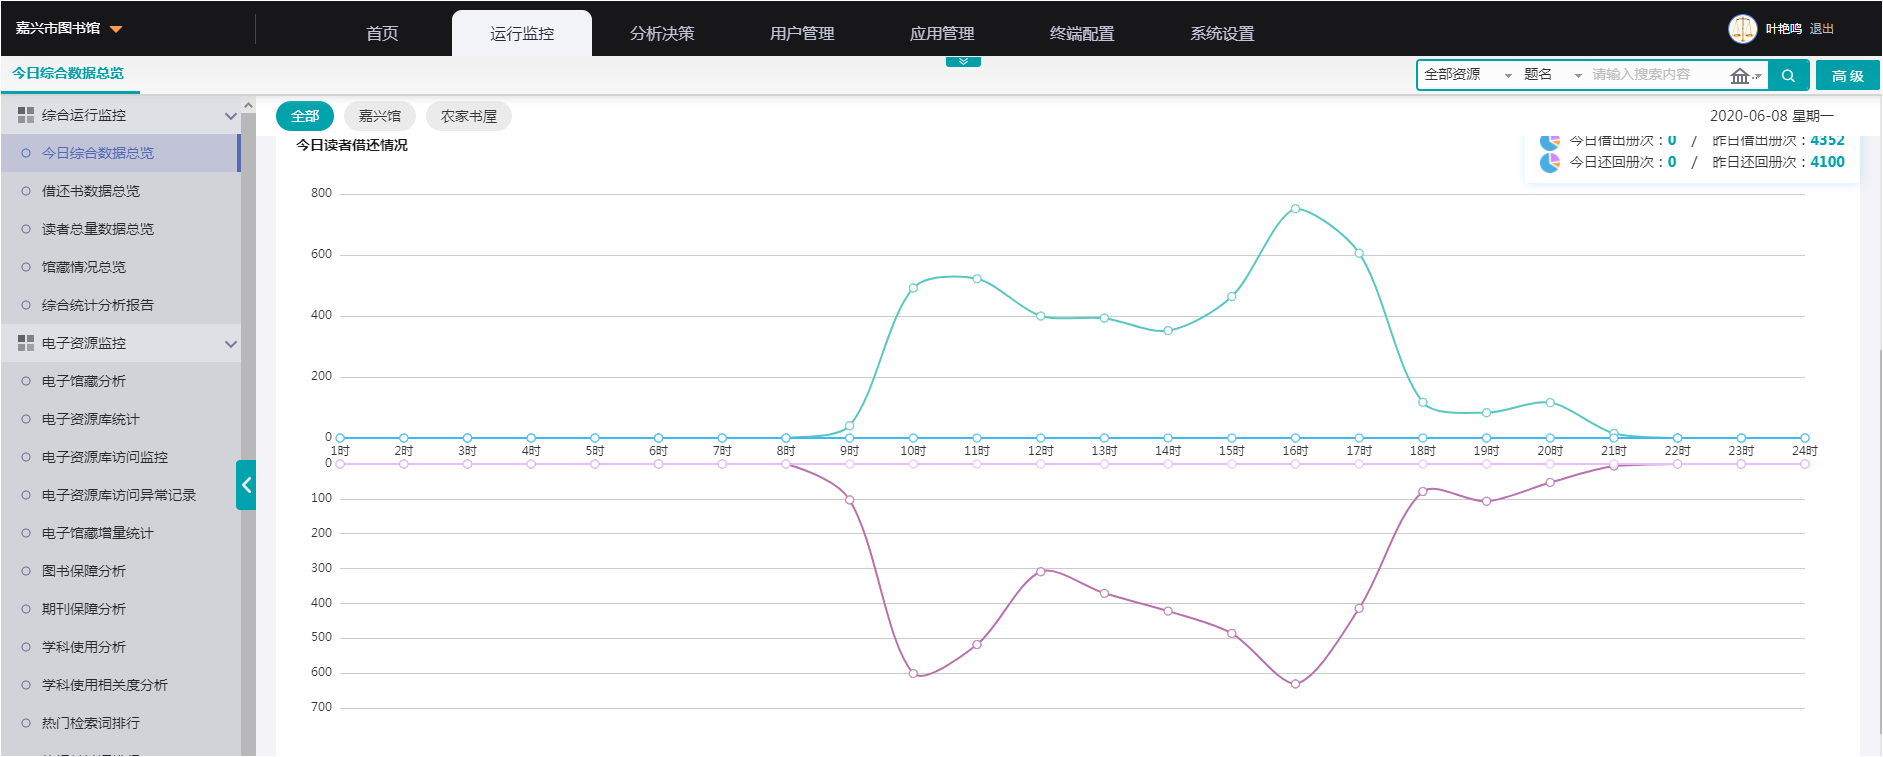 嘉兴市图书馆
首页 运行监控 分析决策 用户管理 应用管理 终端配置 系统设置
叶艳鸣 退出
今日综合数据总览
全部资源 题名 请输入搜索内容 高级
综合运行监控
今日综合数据总览
借还书数据总览
读者总量数据总览
馆藏情况总览
综合统计分析报告
电子资源监控
电子馆藏分析
电子资源库统计
电子资源库访问监控
电子资源库访问异常记录
电子馆藏增量统计
图书保障分析
期刊保障分析
学科使用分析
学科使用相关度分析
热门检索词排行
全部 嘉兴馆 农家书屋
2020-06-08 星期一
今日读者借还情况
今日借出册次：0 / 昨日借出册次：4352
今日还回册次：0 / 昨日还回册次：4100
800
600
400
200
0
1时 2时 3时 4时 5时 6时 7时 8时 9时 10时 11时 12时 13时 14时 15时 16时 17时 18时 19时 20时 21时 22时 23时 24时
0
100
200
300
400
500
600
700